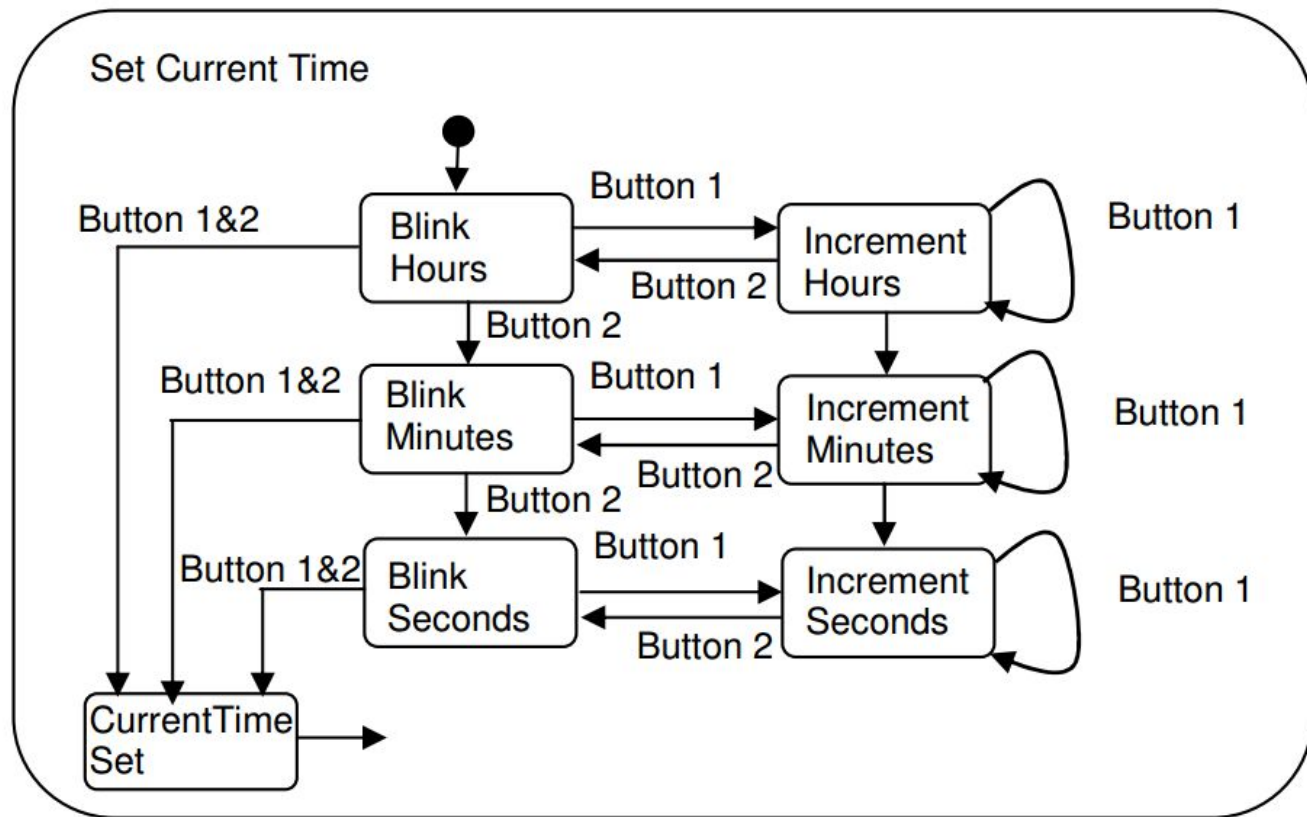 Set Current Time
Button 1
Button 1&2
Blink
Hours
Increment
Hours
Button 1
Button 2
Button 2
Button 1&2
Button 1
Blink
Minutes
Increment
Minutes
Button 1
Button 2
Button 2
Button 1
Button 1&2
Blink
Seconds
Increment
Seconds
Button 1
Button 2
CurrentTime
Set